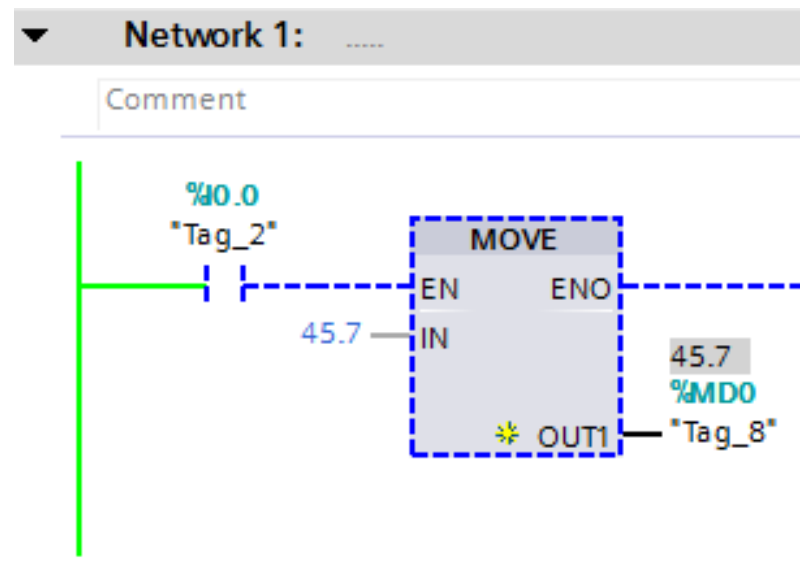 Network 1: .....
Comment
%I0.0
"Tag_2"
MOVE
EN ENO
45.7 IN
45.7
%MD0
OUT1 "Tag_8"